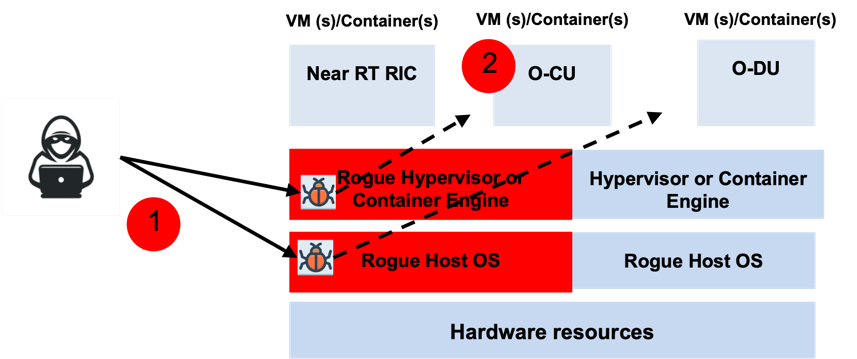 VM (s)/Container(s)
VM (s)/Container(s)
VM (s)/Container(s)
Near RT RIC
2
O-CU
O-DU
1
Rogue Hypervisor or
Container Engine
Hypervisor or Container
Engine
Rogue Host OS
Rogue Host OS
Hardware resources